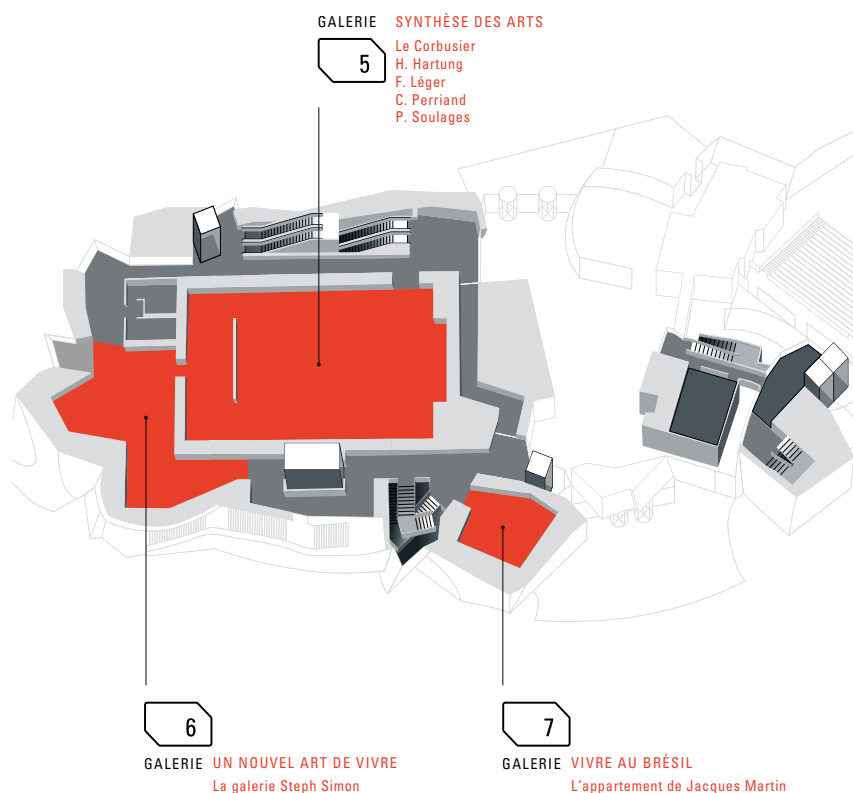 GALERIE SYNTHÈSE DES ARTS
5
Le Corbusier
H. Hartung
F. Léger
C. Perriand
P. Soulages
6
GALERIE UN NOUVEL ART DE VIVRE
La galerie Steph Simon
7
GALERIE VIVRE AU BRÉSIL
L'appartement de Jacques Martin